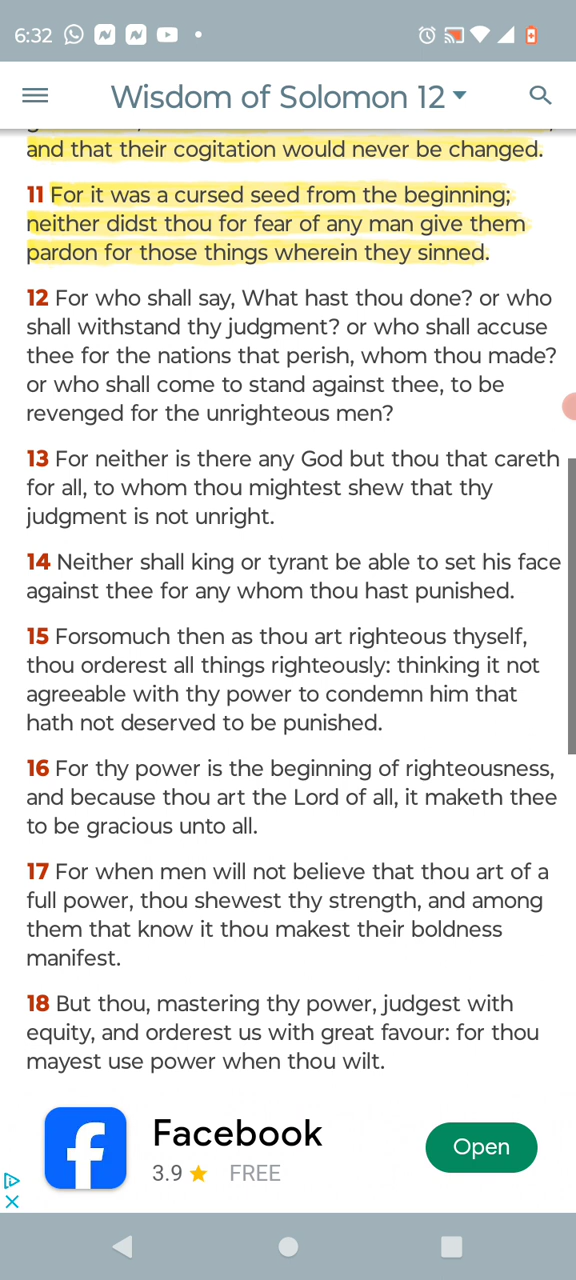 6:32
Wisdom of Solomon 12
and that their cogitation would never be changed.
11 For it was a cursed seed from the beginning;
neither didst thou for fear of any man give them
pardon for those things wherein they sinned.
12 For who shall say, What hast thou done? or who
shall withstand thy judgment? or who shall accuse
thee for the nations that perish, whom thou made?
or who shall come to stand against thee, to be
revenged for the unrighteous men?
13 For neither is there any God but thou that careth
for all, to whom thou mightest shew that thy
judgment is not unright.
14 Neither shall king or tyrant be able to set his face
against thee for any whom thou hast punished.
15 Forsomuch then as thou art righteous thyself,
thou orderest all things righteously: thinking it not
agreeable with thy power to condemn him that
hath not deserved to be punished.
16 For thy power is the beginning of righteousness,
and because thou art the Lord of all, it maketh thee
to be gracious unto all.
17 For when men will not believe that thou art of a
full power, thou shewest thy strength, and among
them that know it thou makest their boldness
manifest.
18 But thou, mastering thy power, judgest with
equity, and orderest us with great favour: for thou
mayest use power when thou wilt.
Facebook
3.9 ★ FREE
Open